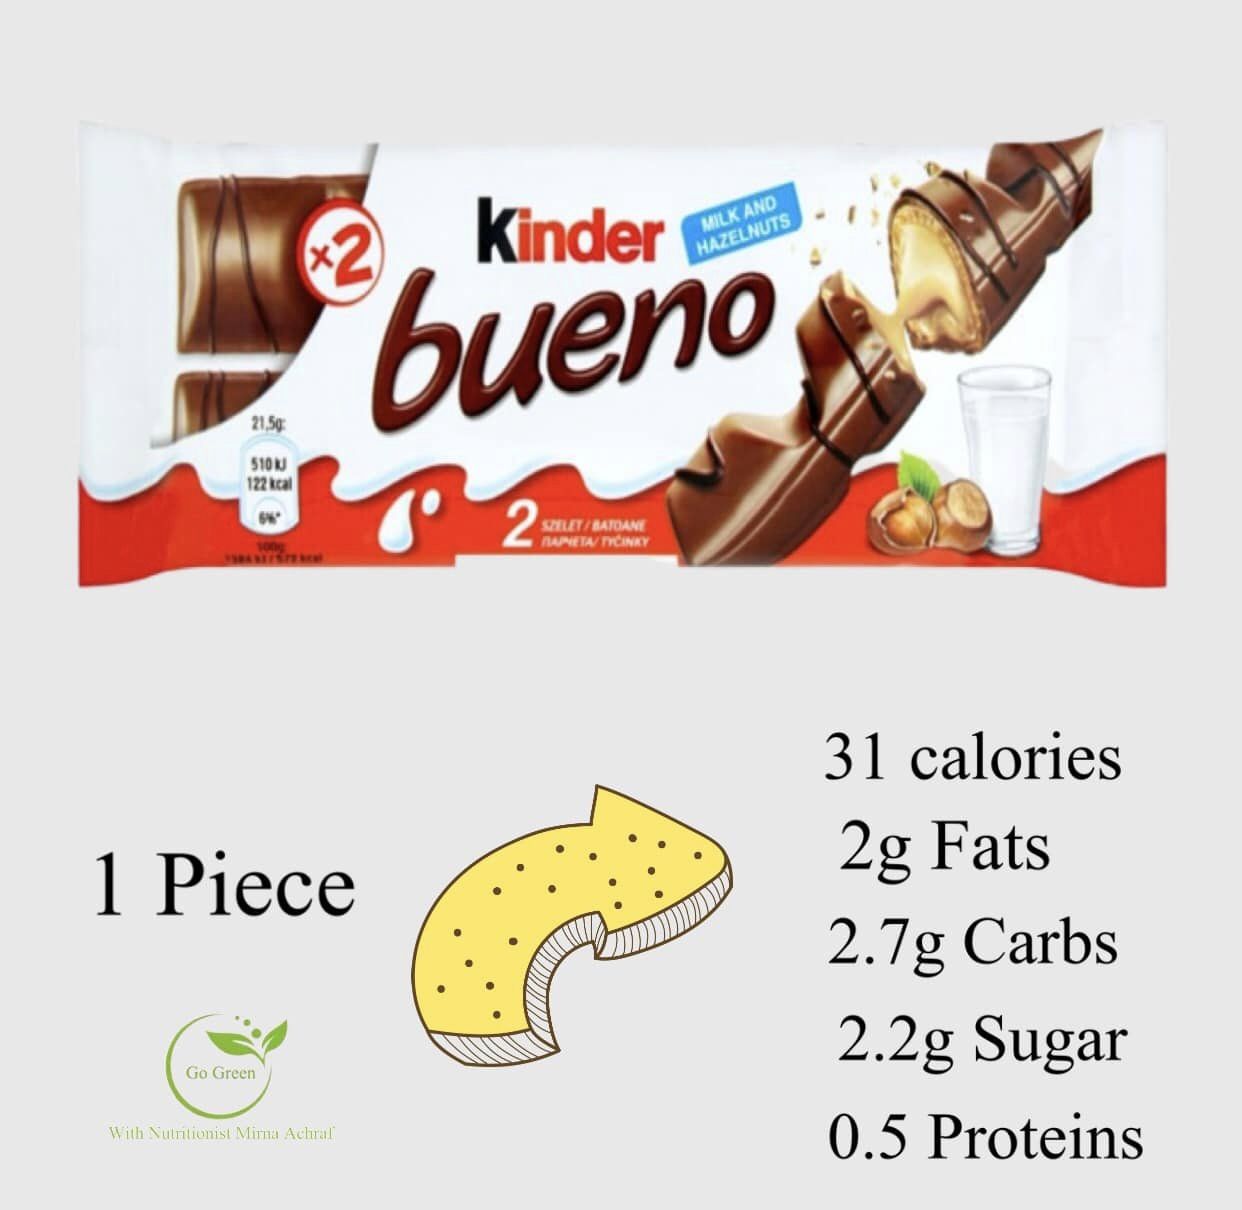 ×2
kinder
MILK AND
HAZELNUTS
bueno
21,5g:
510 kJ
122 kcal
6%*
100g:
2 SZELET / BATOANE
ПАРЧЕТА/ TYČINKY
1 Piece
31 calories
2g Fats
2.7g Carbs
2.2g Sugar
0.5 Proteins
Go Green
With Nutritionist Mirna Achraf